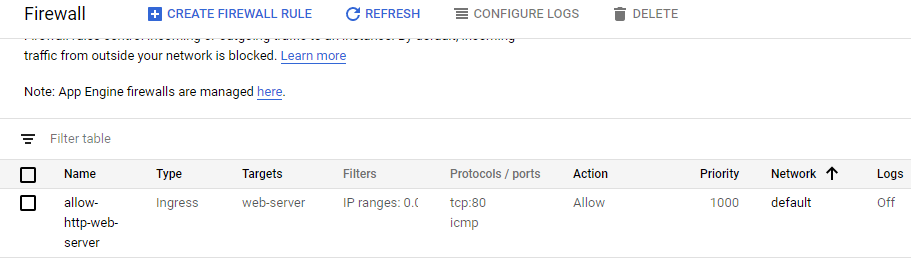 Firewall CREATE FIREWALL RULE REFRESH CONFIGURE LOGS DELETE
traffic from outside your network is blocked. Learn more
Note: App Engine firewalls are managed here.
Filter table
Name Type Targets Filters Protocols / ports Action Priority Network Logs
allow- Ingress web-server IP ranges: 0.0 tcp:80 Allow 1000 default Off
http-web- icmp
server